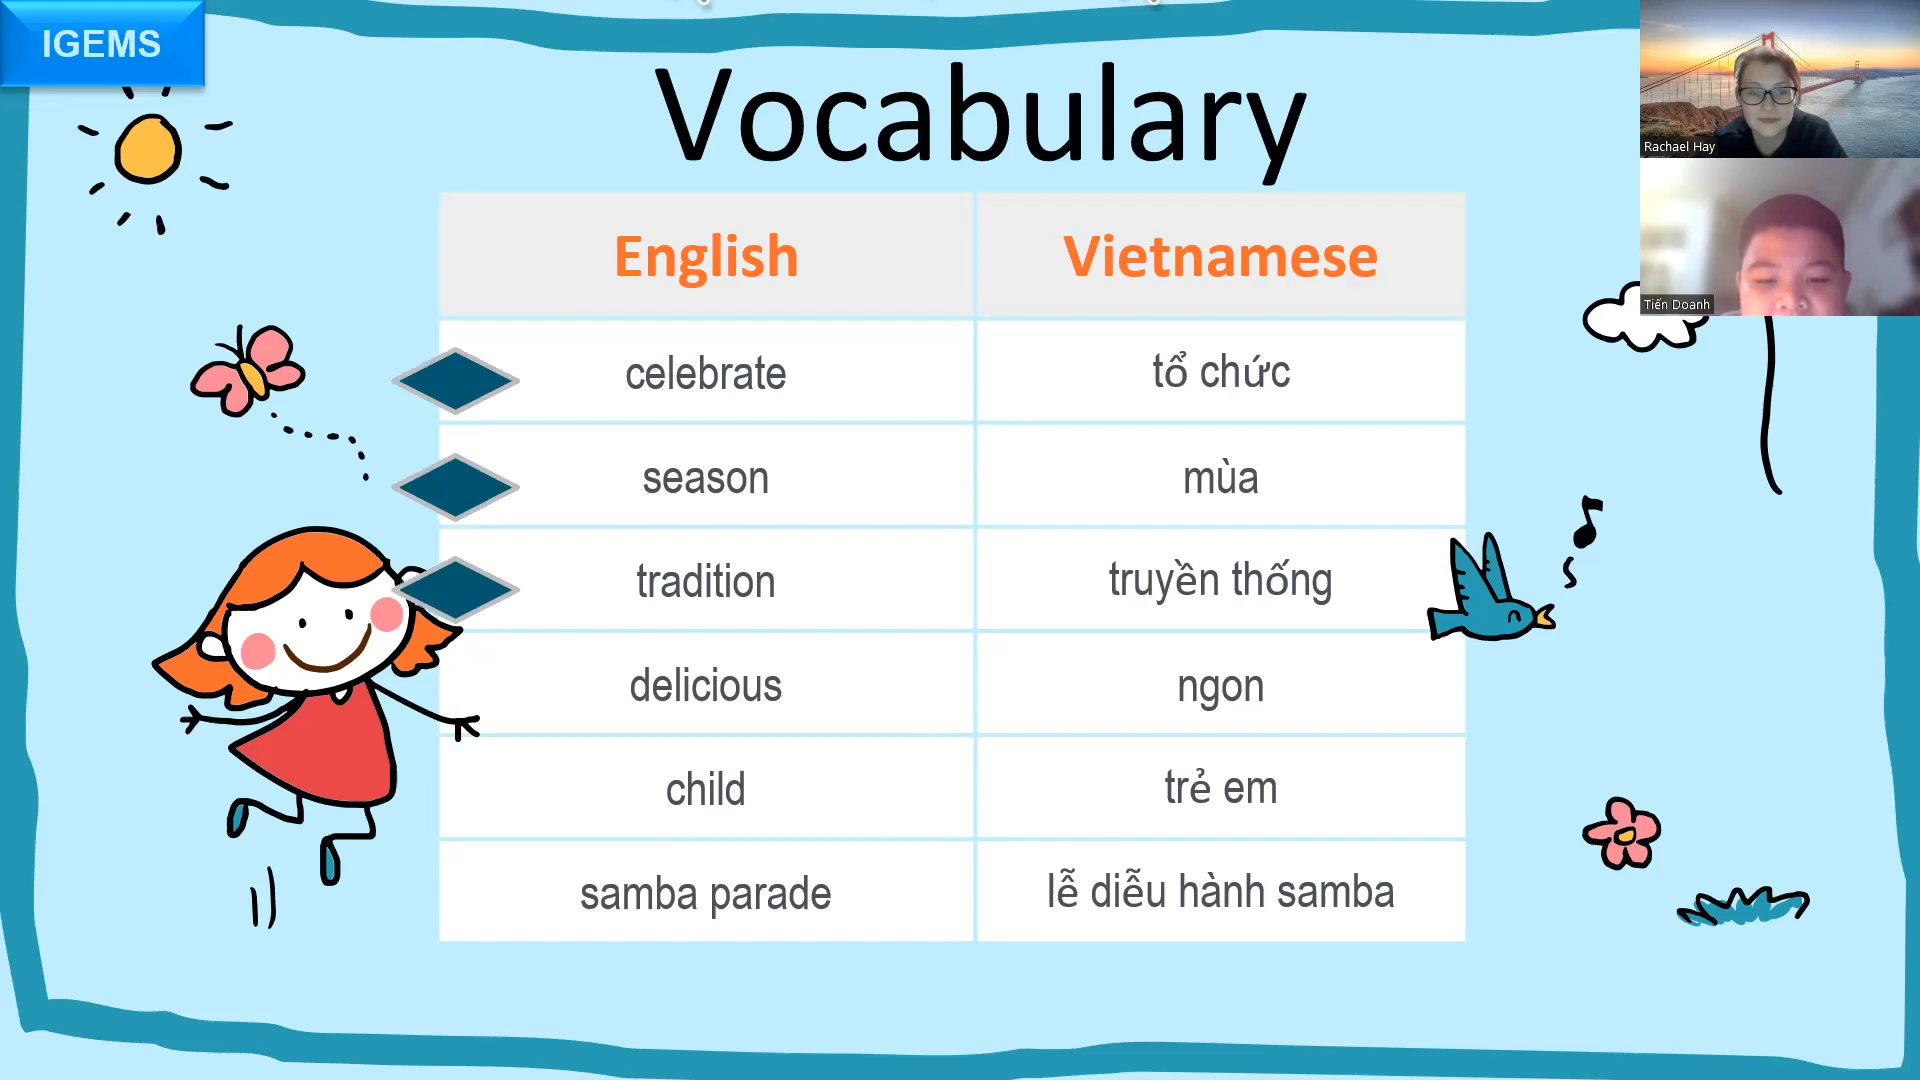 IGEMS
Vocabulary
English Vietnamese
celebrate tổ chức
season mùa
tradition truyền thống
delicious ngon
child trẻ em
samba parade lễ diễu hành samba
Rachael Hay
Tiến Doanh